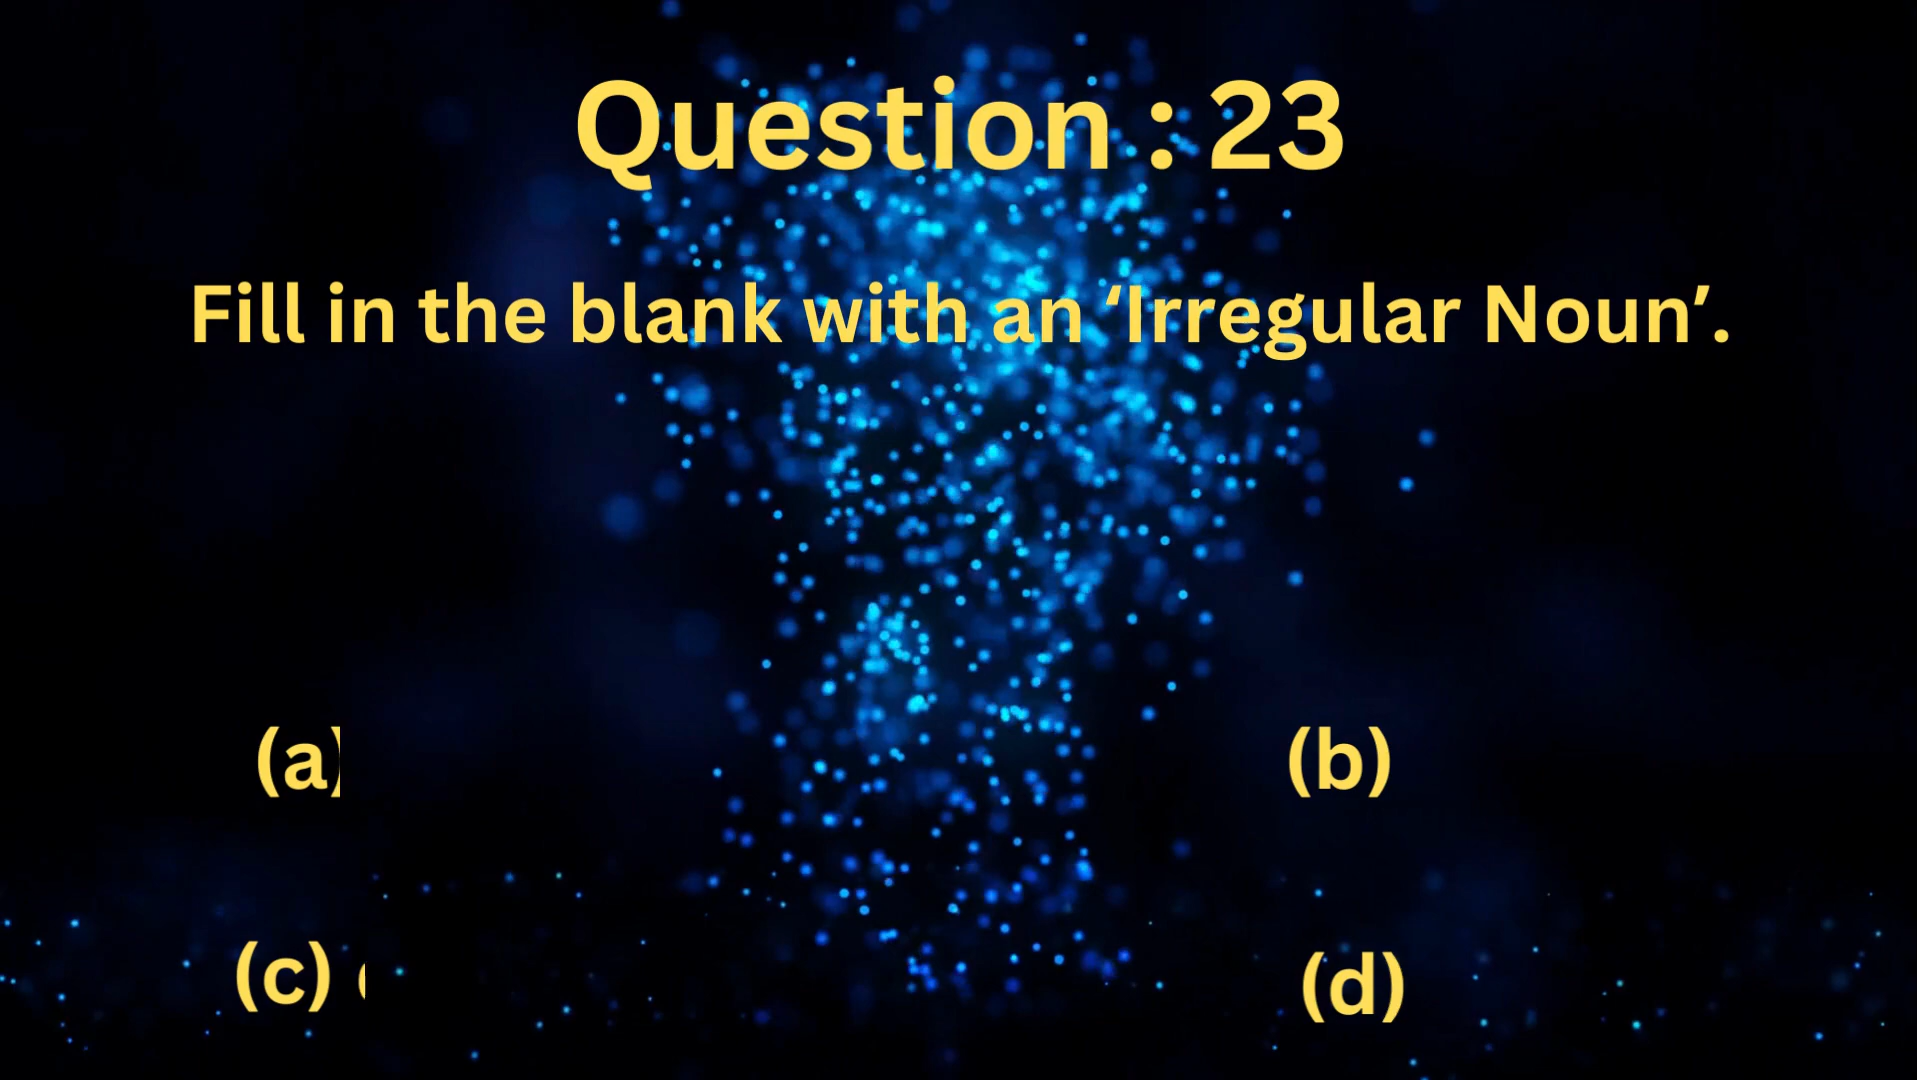 Question : 23
Fill in the blank with an ‘Irregular Noun’.
(a)
(b)
(c)
(d)